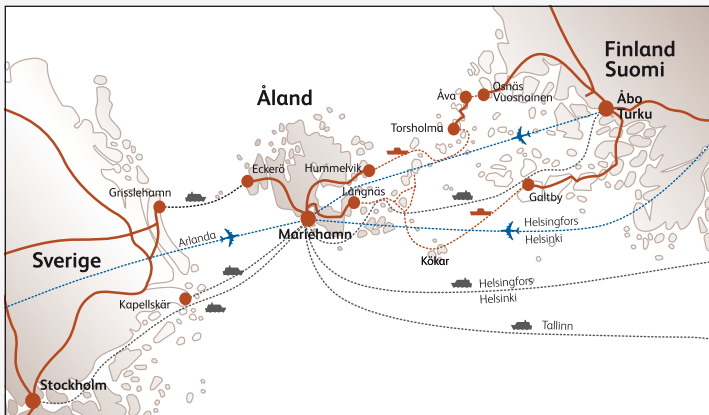 Finland
Suomi
Åland
Osnäs
Vuosnainen
Åva
Åbo
Turku
Torsholma
Eckerö
Hummelvik
Grisslehamn
Långnäs
Galtby
Mariehamn
Arlanda
Helsingfors
Helsinki
Sverige
Kökar
Helsingfors
Helsinki
Kapellskär
Tallinn
Stockholm